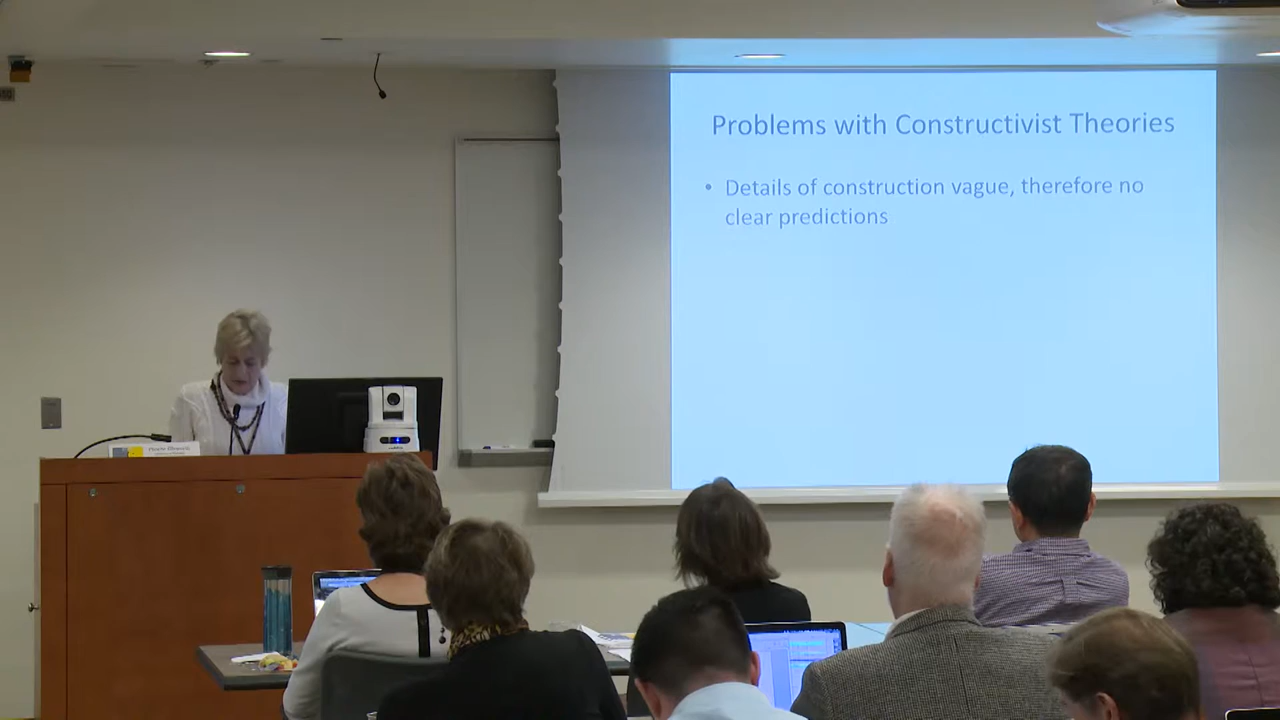 Problems with Constructivist Theories
• Details of construction vague, therefore no
clear predictions